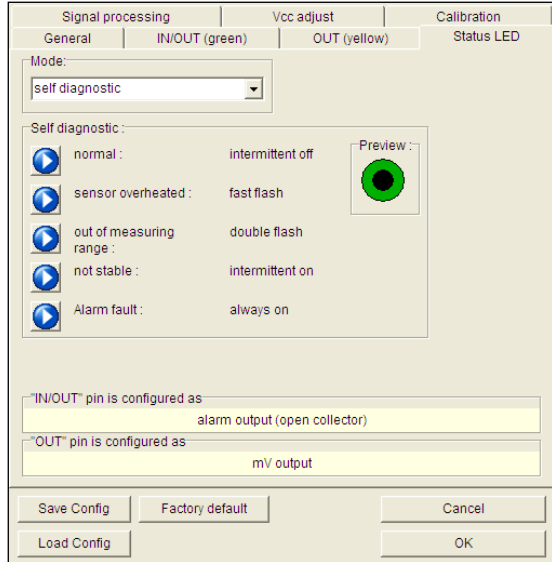 Signal processing Vcc adjust Calibration
General IN/OUT (green) OUT (yellow) Status LED
Mode:
self diagnostic
Self diagnostic :
Preview :
normal : intermittent off
sensor overheated : fast flash
out of measuring double flash
range :
not stable : intermittent on
Alarm fault : always on
"IN/OUT" pin is configured as
alarm output (open collector)
"OUT" pin is configured as
mV output
Save Config Factory default Cancel
Load Config OK